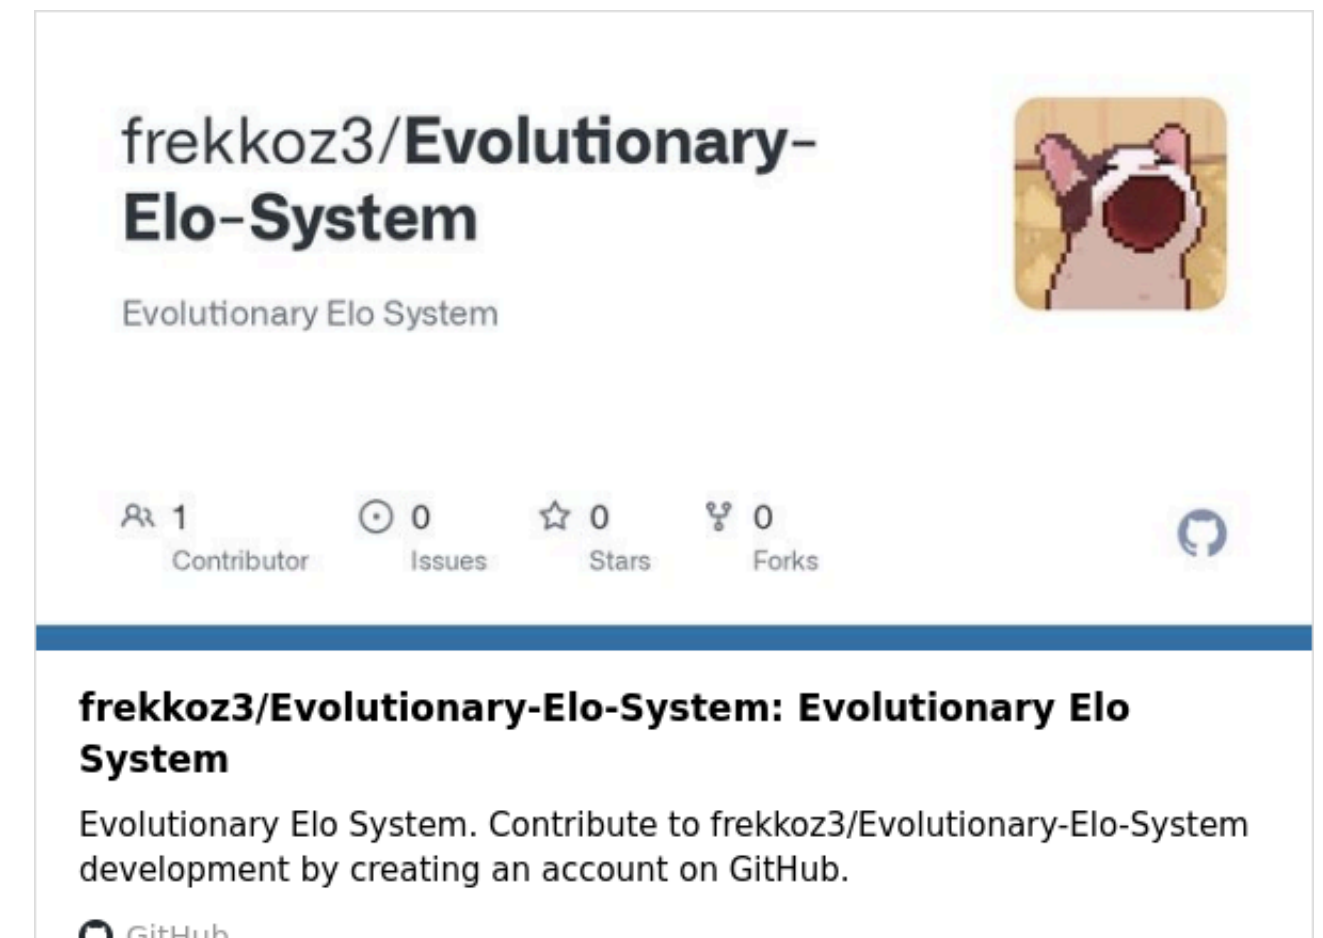 frekkoz3/Evolutionary-
Elo-System
Evolutionary Elo System
1
Contributor
0
Issues
0
Stars
0
Forks
frekkoz3/Evolutionary-Elo-System: Evolutionary Elo
System
Evolutionary Elo System. Contribute to frekkoz3/Evolutionary-Elo-System
development by creating an account on GitHub.
GitHub